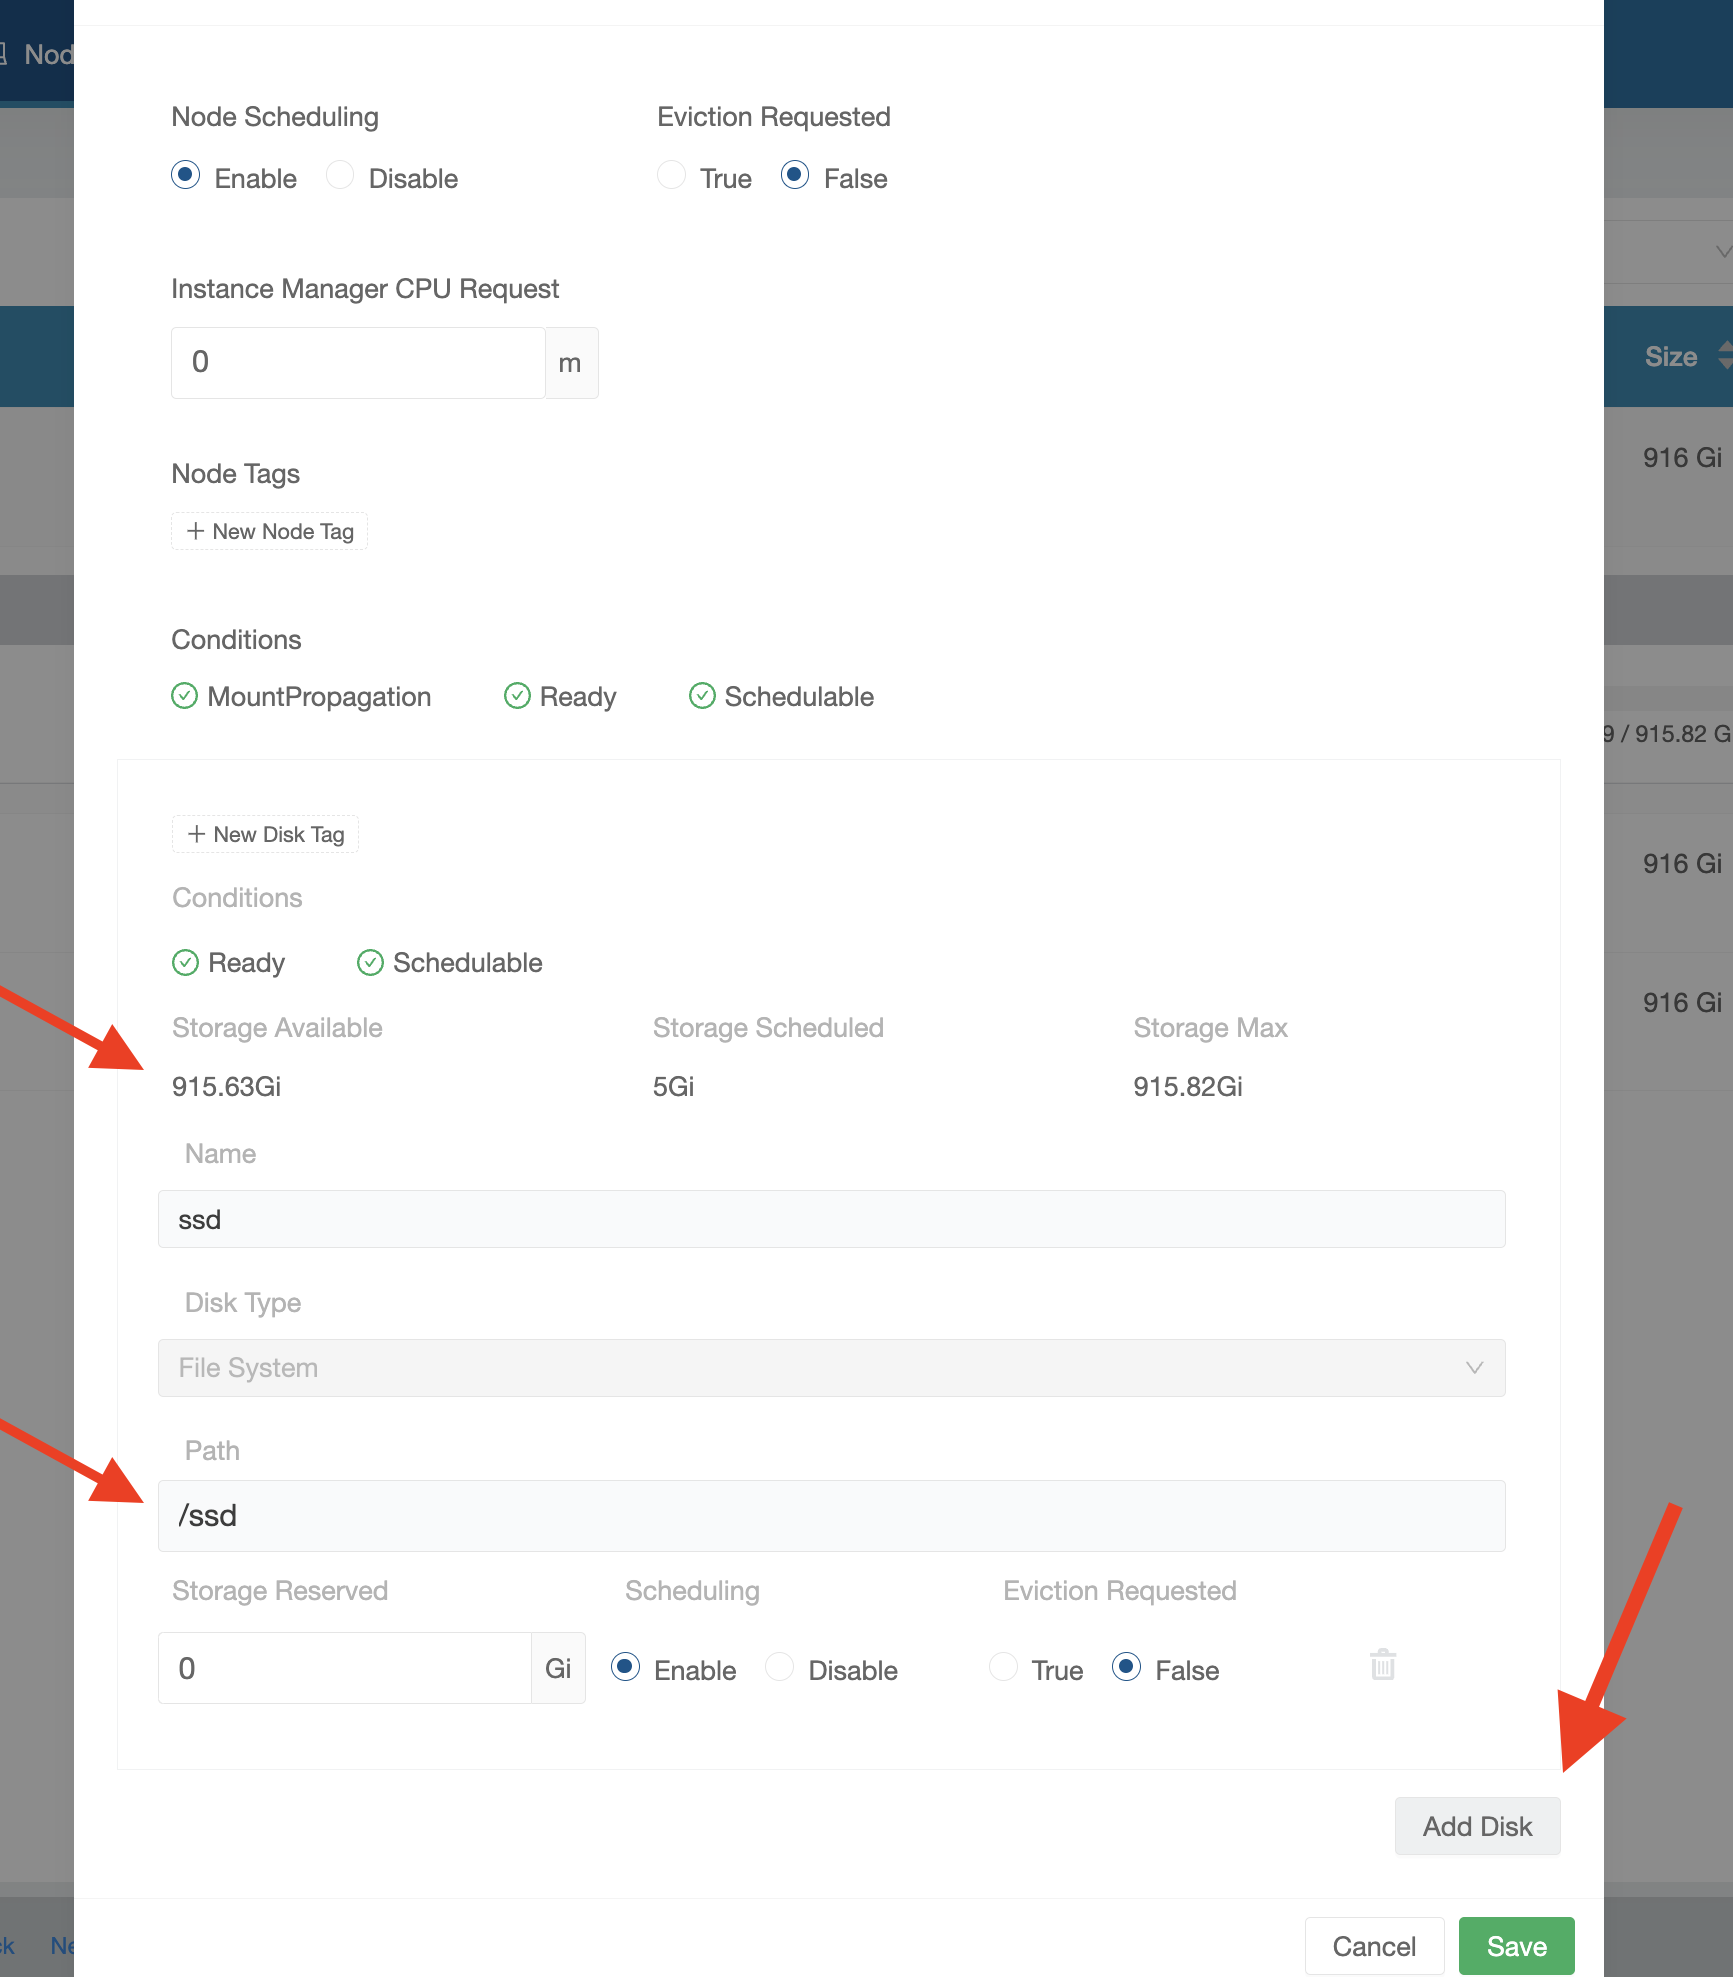 Nod
Node Scheduling Eviction Requested
Enable Disable True False
Instance Manager CPU Request
0 m
Size
Node Tags
916 Gi
+ New Node Tag
Conditions
MountPropagation Ready Schedulable
9 / 915.82 G
+ New Disk Tag
916 Gi
Conditions
Ready Schedulable
916 Gi
Storage Available Storage Scheduled Storage Max
915.63Gi 5Gi 915.82Gi
Name
ssd
Disk Type
File System
Path
/ssd
Storage Reserved Scheduling Eviction Requested
0 Gi Enable Disable True False
Add Disk
ck Ne
Cancel Save